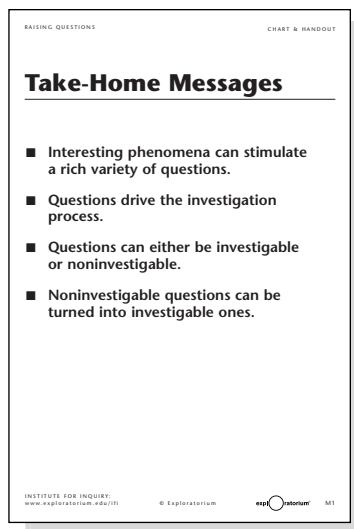 RAISING QUESTIONS
CHART & HANDOUT
Take-Home Messages
■ Interesting phenomena can stimulate
a rich variety of questions.
■ Questions drive the investigation
process.
■ Questions can either be investigable
or noninvestigable.
■ Noninvestigable questions can be
turned into investigable ones.
INSTITUTE FOR INQUIRY:
www.exploratorium.edu/ifi
© Exploratorium
exploratorium
M1